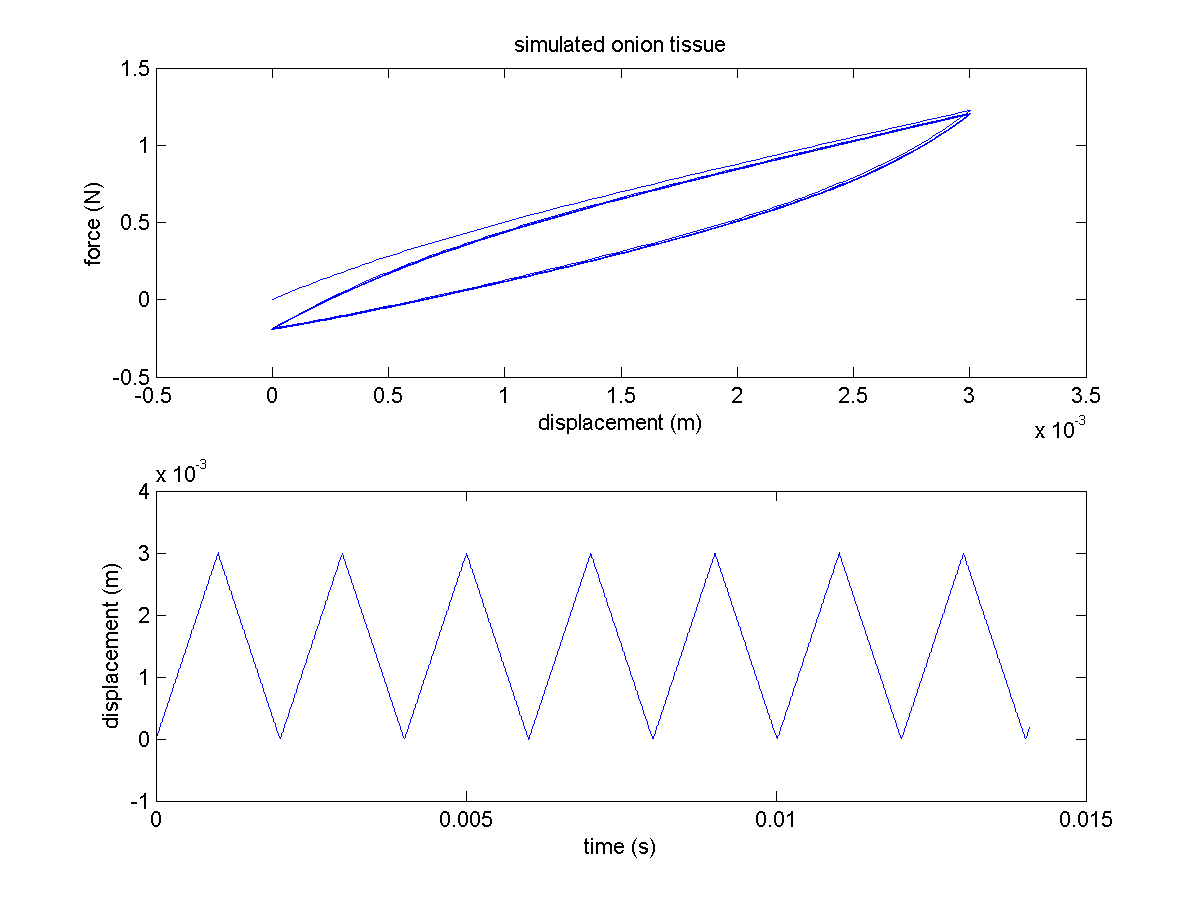 simulated onion tissue
1.5
1
0.5
0
-0.5
force (N)
-0.5 0 0.5 1 1.5 2 2.5 3 3.5
displacement (m)
x 10-3
x 10-3
4
3
2
1
0
-1
displacement (m)
0 0.005 0.01 0.015
time (s)